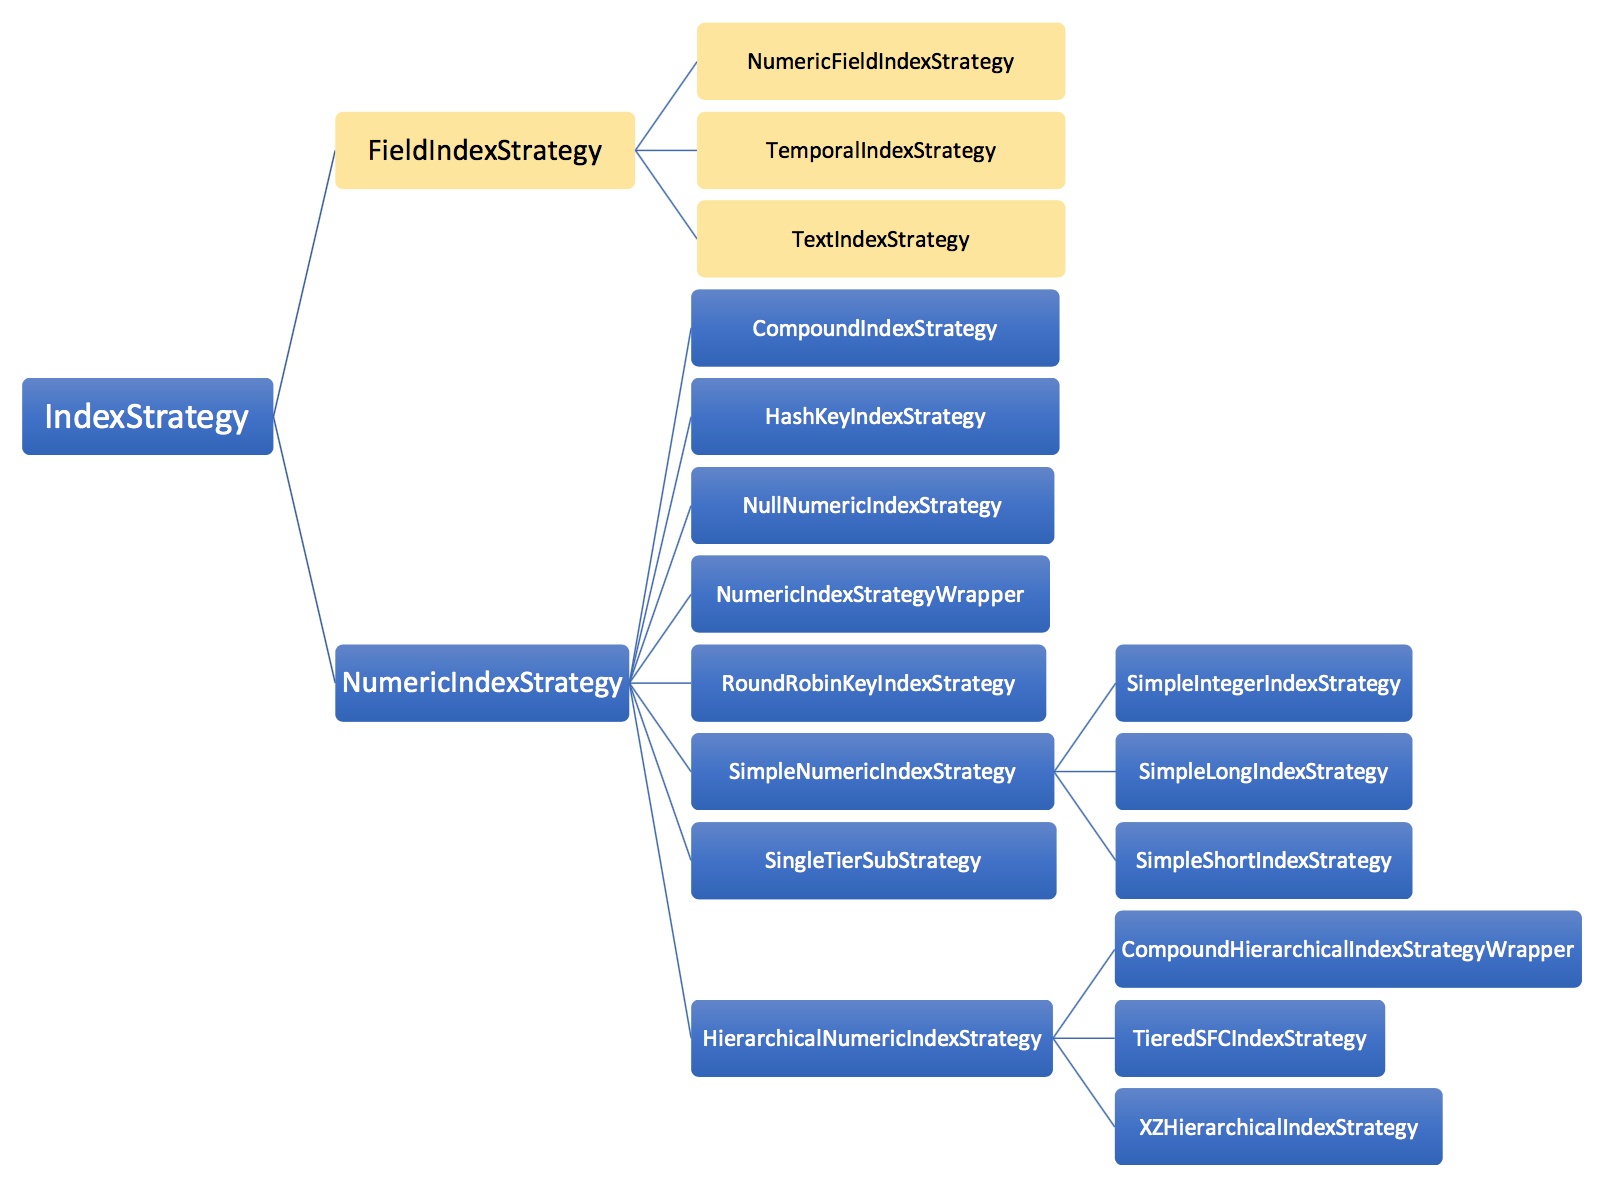 IndexStrategy
FieldIndexStrategy
NumericFieldIndexStrategy
TemporalIndexStrategy
TextIndexStrategy
NumericIndexStrategy
CompoundIndexStrategy
HashKeyIndexStrategy
NullNumericIndexStrategy
NumericIndexStrategyWrapper
RoundRobinKeyIndexStrategy
SimpleNumericIndexStrategy
SimpleIntegerIndexStrategy
SimpleLongIndexStrategy
SimpleShortIndexStrategy
SingleTierSubStrategy
HierarchicalNumericIndexStrategy
CompoundHierarchicalIndexStrategyWrapper
TieredSFCIndexStrategy
XZHierarchicalIndexStrategy